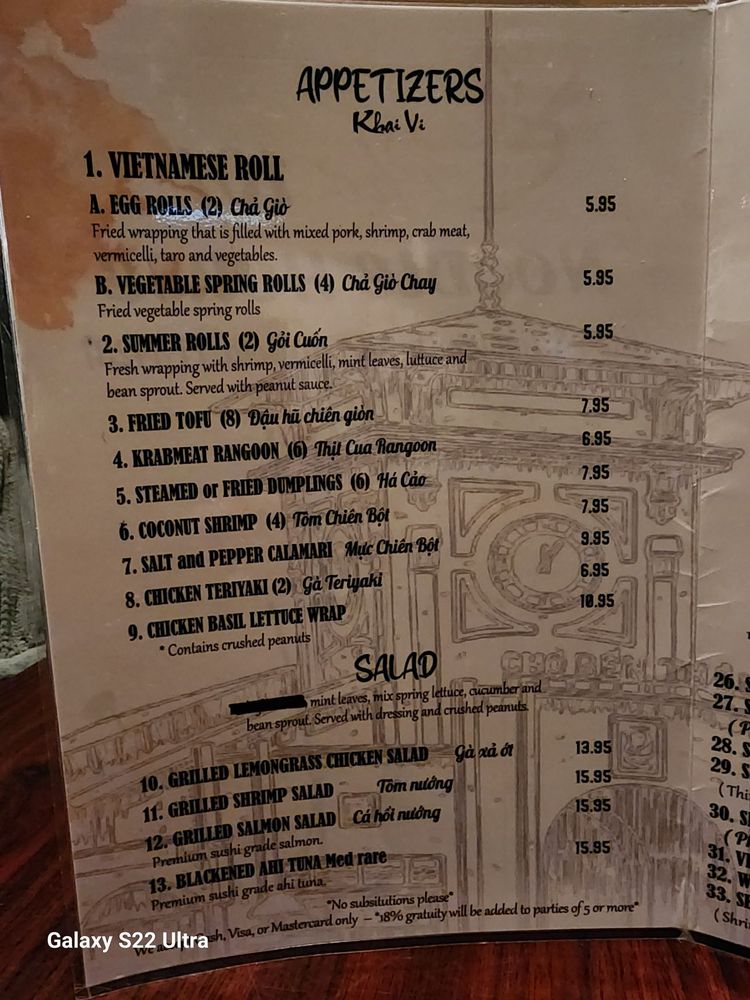 APPETIZERS
Khai Vi
1. VIETNAMESE ROLL
A. EGG ROLLS (2) Chả Giò 5.95
Fried wrapping that is filled with mixed pork, shrimp, crab meat,
vermicelli, taro and vegetables.
B. VEGETABLE SPRING ROLLS (4) Chả Giò Chay 5.95
Fried vegetable spring rolls
2. SUMMER ROLLS (2) Gỏi Cuốn 5.95
Fresh wrapping with shrimp, vermicelli, mint leaves, luttuce and
bean sprout. Served with peanut sauce.
3. FRIED TOFU (8) Đậu hũ chiên giòn 7.95
4. KRABMEAT RANGOON (6) Thịt Cua Rangoon 6.95
5. STEAMED or FRIED DUMPLINGS (6) Há Cảo 7.95
6. COCONUT SHRIMP (4) Tôm Chiên Bột 7.95
7. SALT and PEPPER CALAMARI Mực Chiên Bột 9.95
8. CHICKEN TERIYAKI (2) Gà Teriyaki 6.95
9. CHICKEN BASIL LETTUCE WRAP 10.95
* Contains crushed peanuts
SALAD
mint leaves, mix spring lettuce, cucumber and
bean sprout. Served with dressing and crushed peanuts.
10. GRILLED LEMONGRASS CHICKEN SALAD Gà xả ớt 13.95
11. GRILLED SHRIMP SALAD Tôm nướng 15.95
12. GRILLED SALMON SALAD Cá hồi nướng 15.95
Premium sushi grade salmon.
13. BLACKENED AHI TUNA Med rare 15.95
Premium sushi grade ahi tuna.
"No subsitutions please"
We Cash, Visa, or Mastercard only – "18% gratuity will be added to parties of 5 or more"
26.
27.
28.
29.
30.
31.
32.
33.
Galaxy S22 Ultra